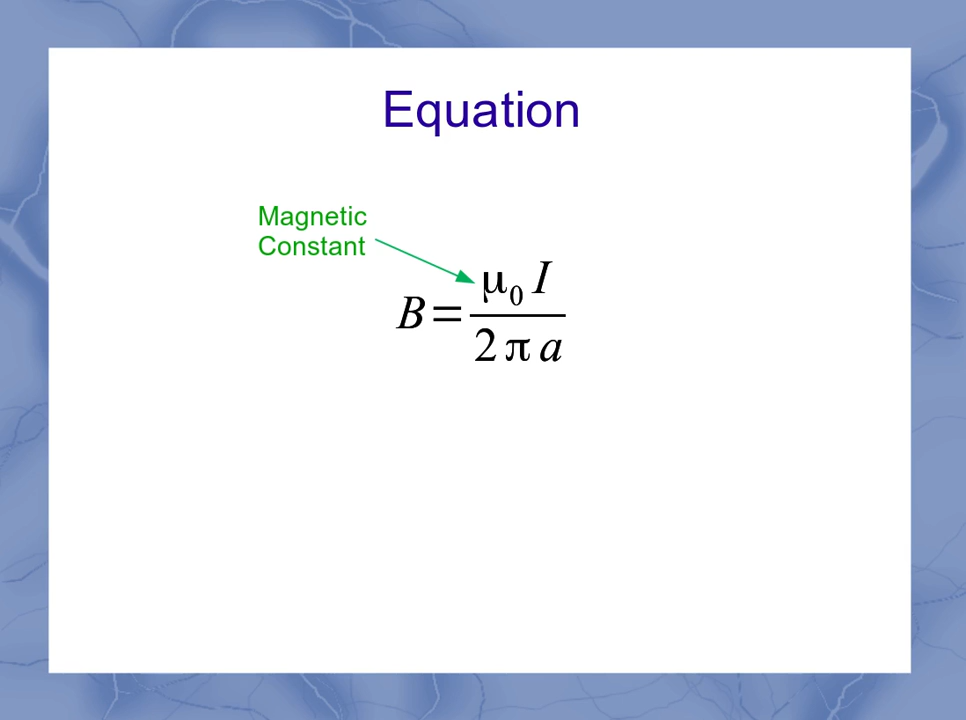 Equation
Magnetic
Constant
B = μ₀ I / 2 π a